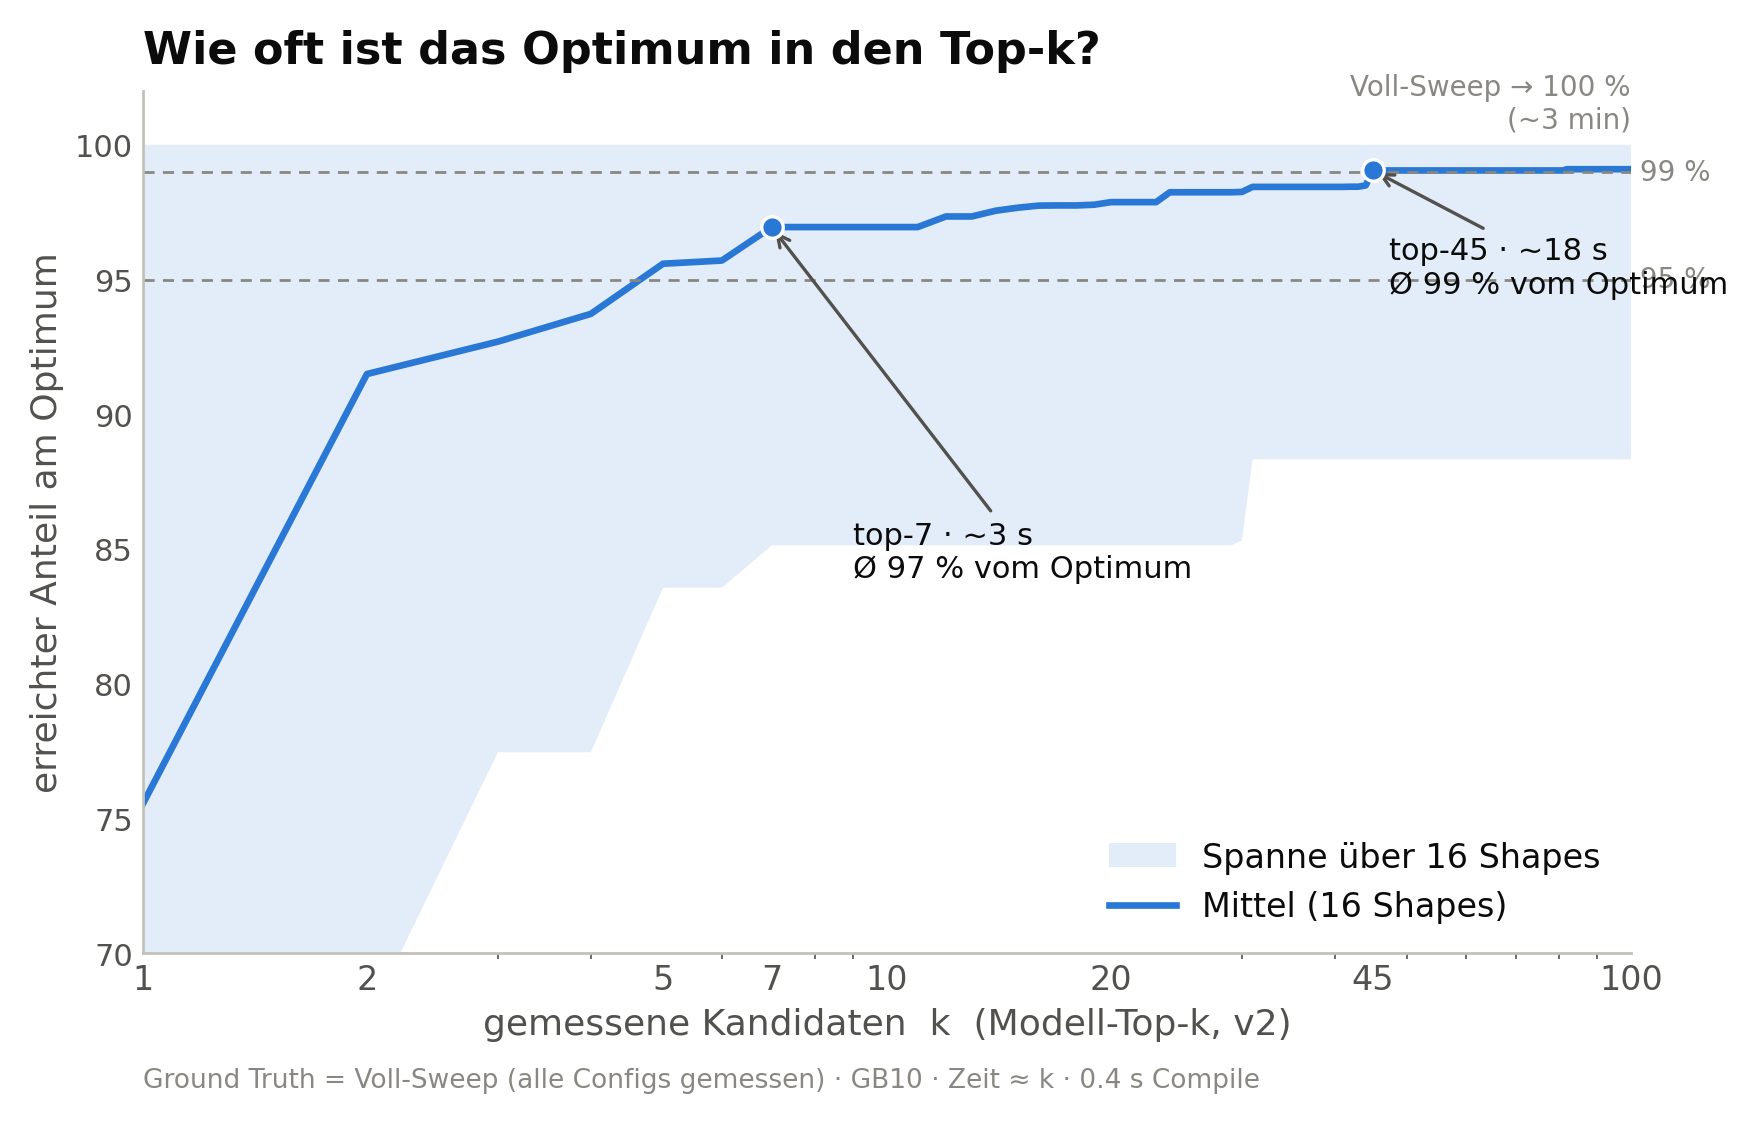 Wie oft ist das Optimum in den Top-k?
Voll-Sweep → 100 %
(~3 min)
100
99 %
95
95 %
90
85
80
75
70
erreichter Anteil am Optimum
top-45 · ~18 s
Ø 99 % vom Optimum
top-7 · ~3 s
Ø 97 % vom Optimum
Spanne über 16 Shapes
Mittel (16 Shapes)
1 2 5 7 10 20 45 100
gemessene Kandidaten k (Modell-Top-k, v2)
Ground Truth = Voll-Sweep (alle Configs gemessen) · GB10 · Zeit ≈ k · 0.4 s Compile